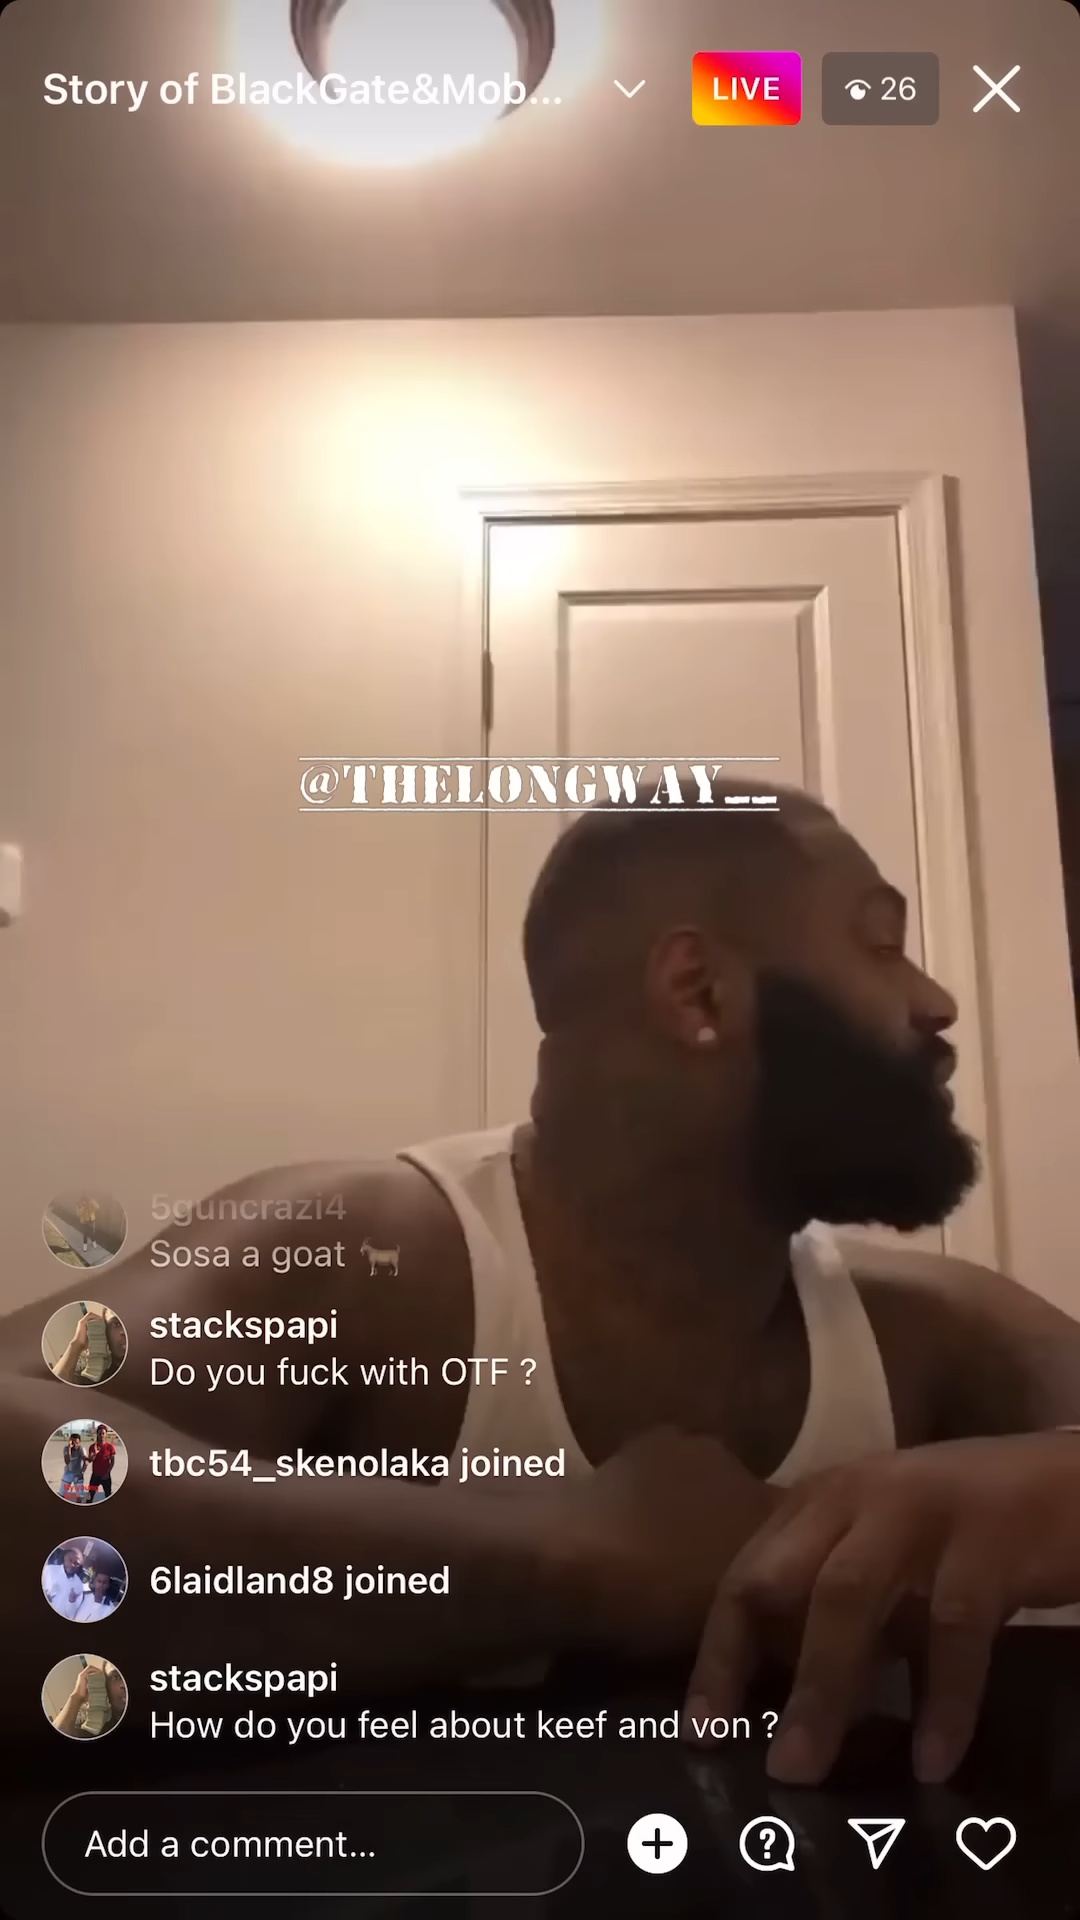 Story of BlackGate&Mob...
LIVE
26
@THELONGWAY__
5guncrazi4
Sosa a goat 🐐
stackspapi
Do you fuck with OTF ?
tbc54_skenolaka joined
6laidland8 joined
stackspapi
How do you feel about keef and von ?
Add a comment...